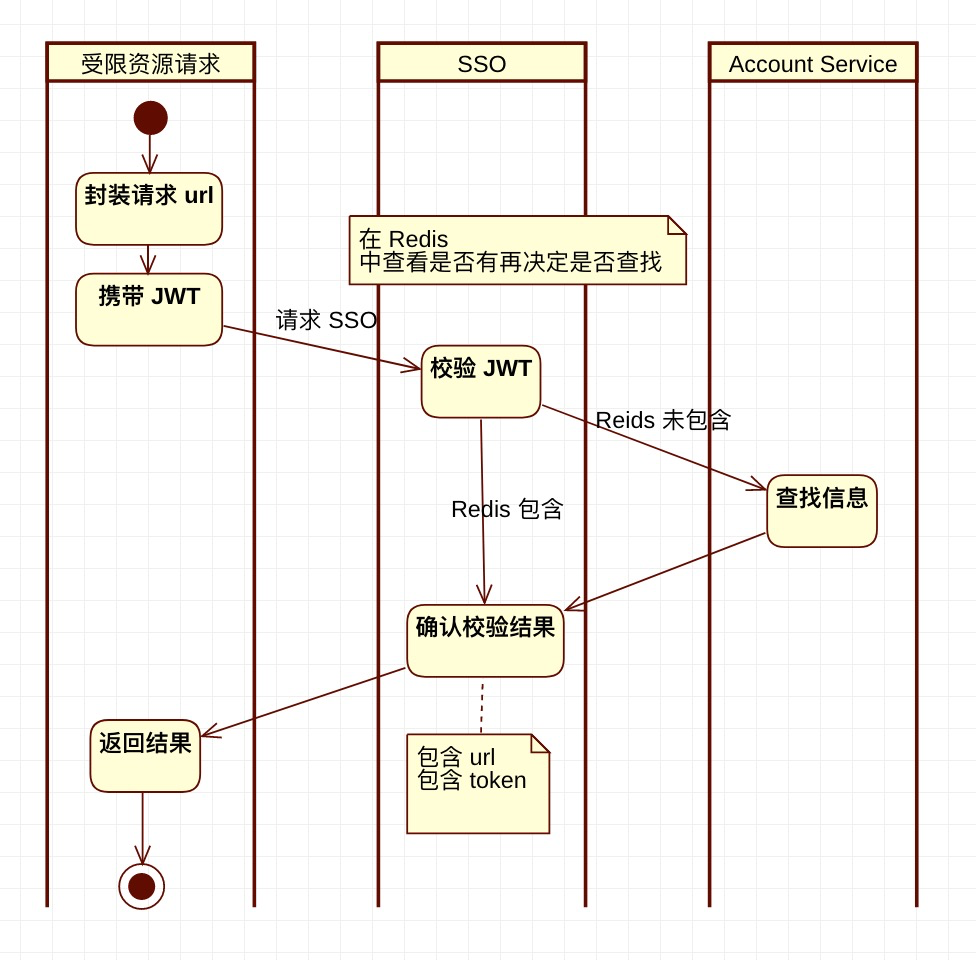 受限资源请求
SSO
Account Service
封装请求 url
在 Redis
中查看是否有再决定是否查找
携带 JWT
请求 SSO
校验 JWT
Reids 未包含
查找信息
Redis 包含
确认校验结果
返回结果
包含 url
包含 token